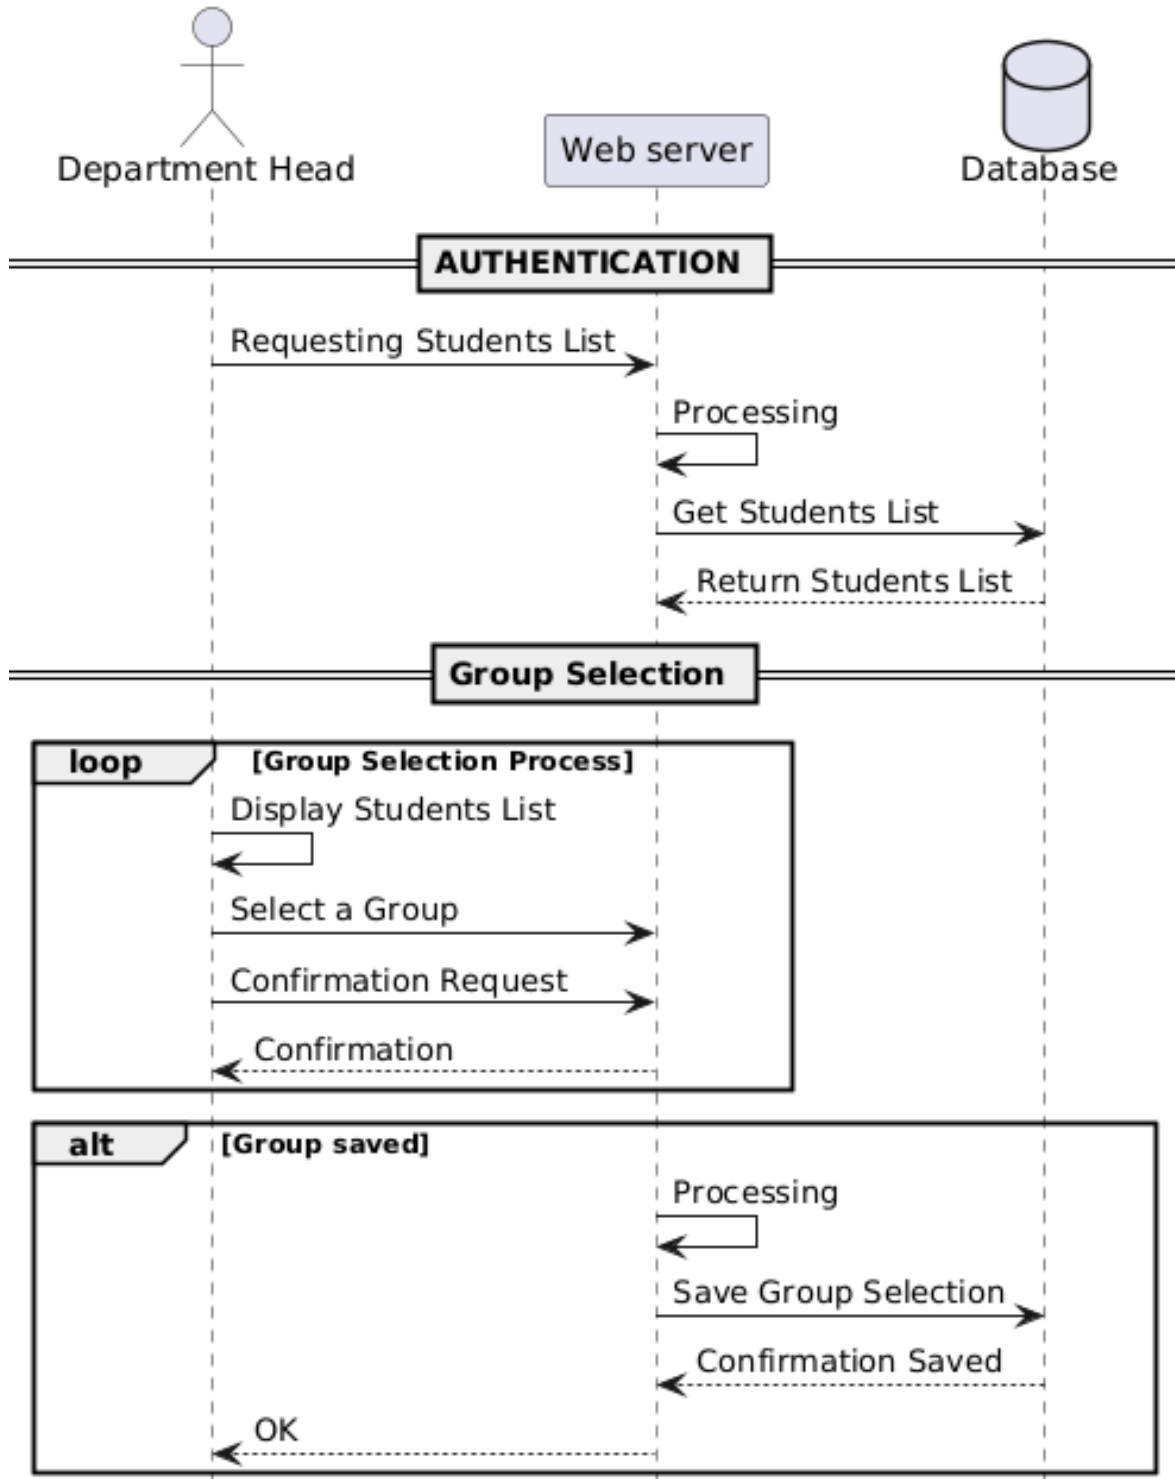 Department Head
Web server
Database
AUTHENTICATION
Requesting Students List
Processing
Get Students List
Return Students List
Group Selection
loop
[Group Selection Process]
Display Students List
Select a Group
Confirmation Request
Confirmation
alt
[Group saved]
Processing
Save Group Selection
Confirmation Saved
OK